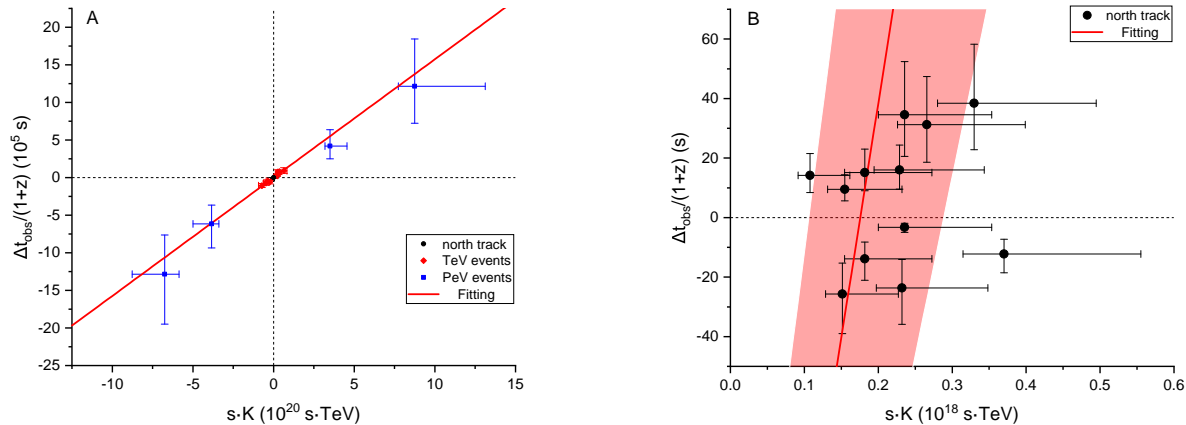 A
Δt_obs/(1+z) (10^5 s)
20
15
10
5
0
-5
-10
-15
-20
-25
north track
TeV events
PeV events
Fitting
-10 -5 0 5 10 15
s·K (10^20 s·TeV)
B
Δt_obs/(1+z) (s)
60
40
20
0
-20
-40
north track
Fitting
0.0 0.1 0.2 0.3 0.4 0.5 0.6
s·K (10^18 s·TeV)